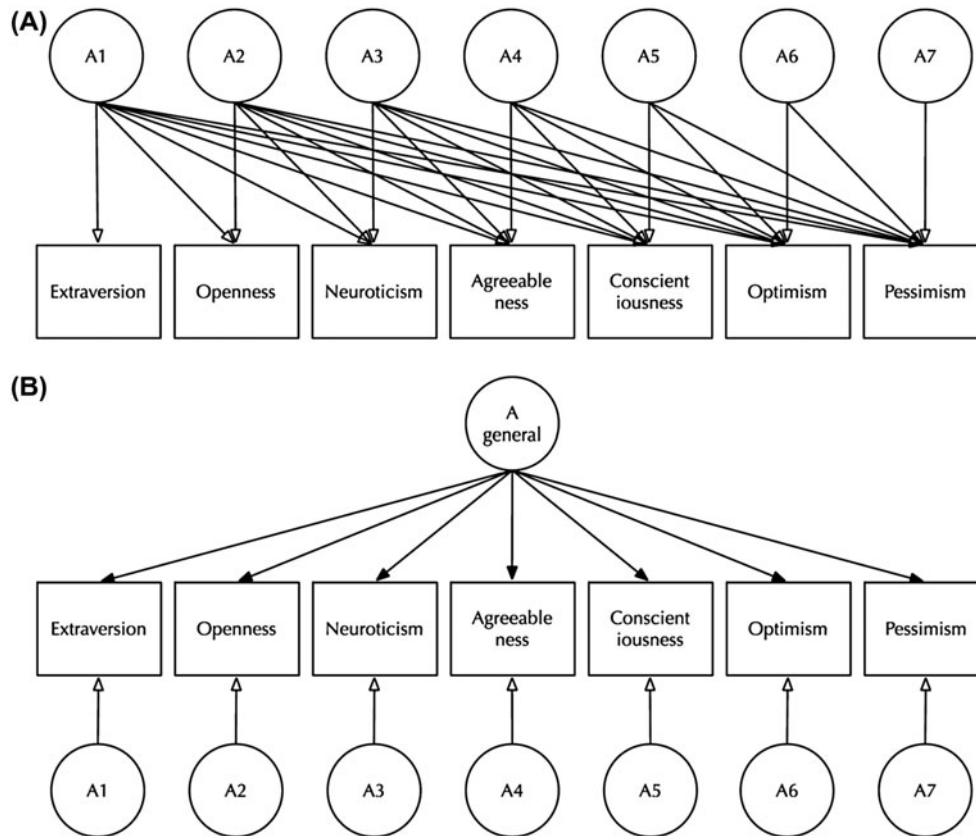 (A)
A1 A2 A3 A4 A5 A6 A7
Extraversion Openness Neuroticism Agreeable Conscient Optimism Pessimism
ness iousness
(B)
A
general
Extraversion Openness Neuroticism Agreeable Conscient Optimism Pessimism
ness iousness
A1 A2 A3 A4 A5 A6 A7